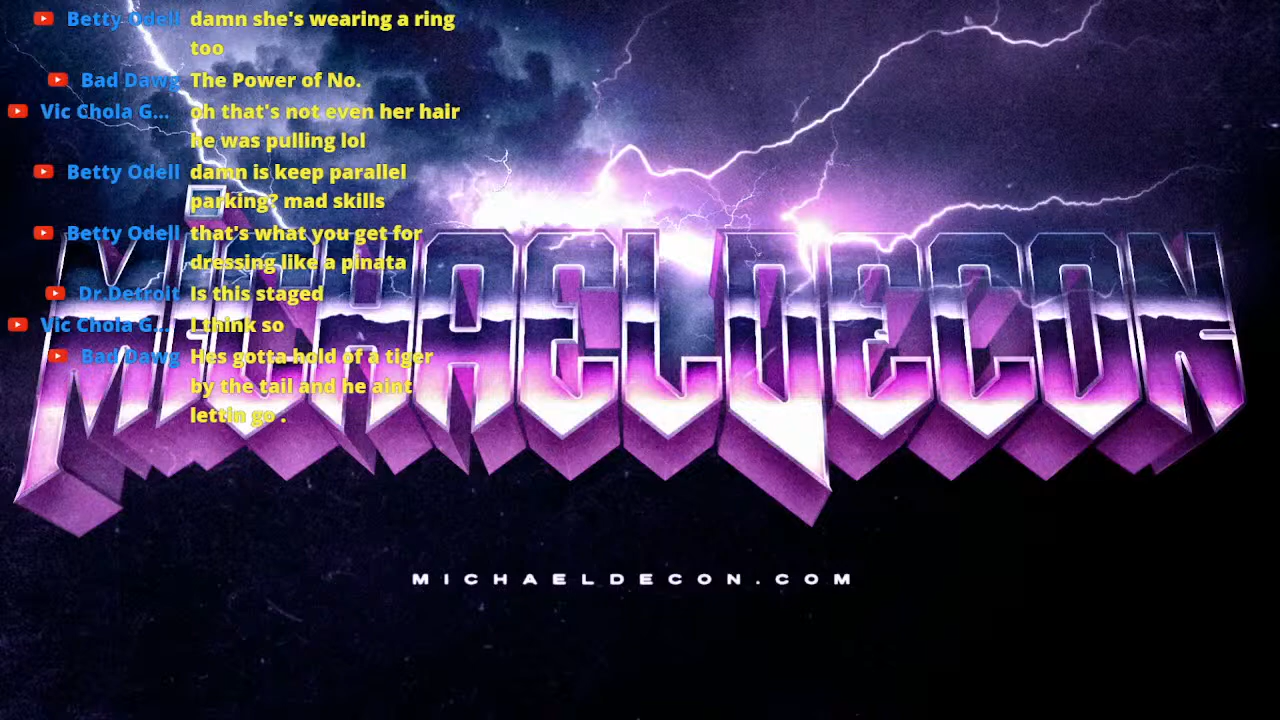 Betty Odell damn she's wearing a ring
too
Bad Dawg The Power of No.
Vic Chola G... oh that's not even her hair
he was pulling lol
Betty Odell damn is keep parallel
parking? mad skills
Betty Odell that's what you get for
dressing like a pinata
Dr.Detroit Is this staged
Vic Chola G... I think so
Bad Dawg Hes gotta hold of a tiger
by the tail and he aint
lettin go .
MiCHAELDECON
MICHAELDECON.COM